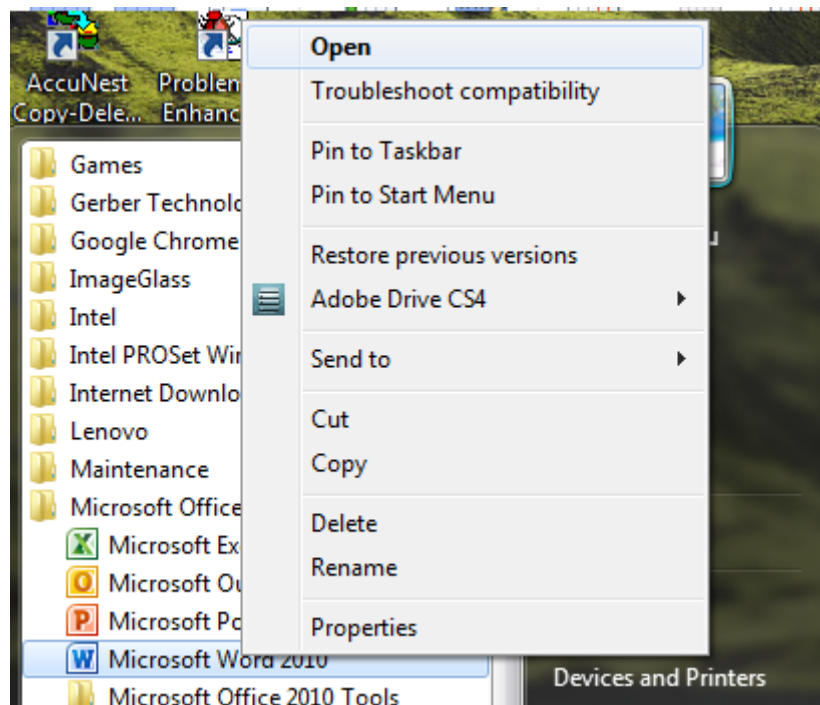 AccuNest
Copy-Dele...
Problem
Enhanc
Games
Gerber Technolo
Google Chrome
ImageGlass
Intel
Intel PROSet Wir
Internet Downlo
Lenovo
Maintenance
Microsoft Office
Microsoft Ex
Microsoft Ou
Microsoft Po
Microsoft Word 2010
Microsoft Office 2010 Tools
Open
Troubleshoot compatibility
Pin to Taskbar
Pin to Start Menu
Restore previous versions
Adobe Drive CS4
Send to
Cut
Copy
Delete
Rename
Properties
Devices and Printers